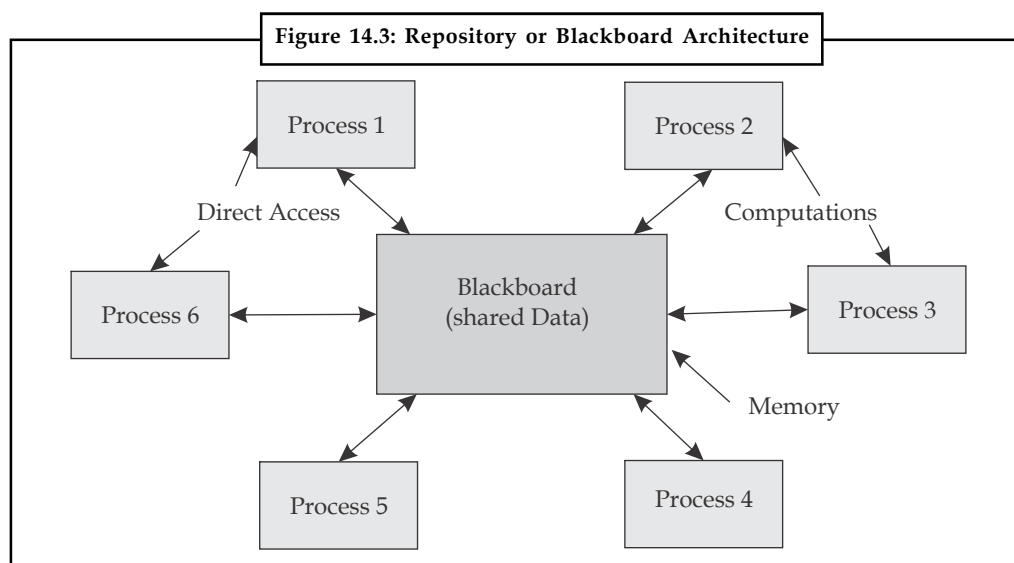 Figure 14.3: Repository or Blackboard Architecture
Process 1
Process 2
Direct Access
Computations
Blackboard
(shared Data)
Process 6
Process 3
Memory
Process 5
Process 4